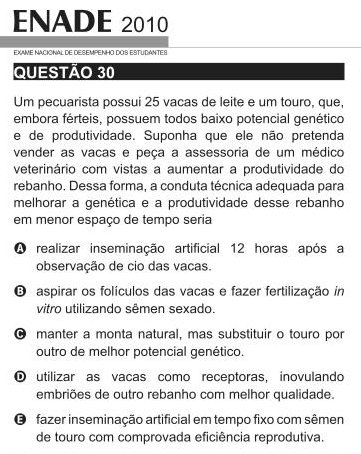 ENADE 2010
EXAME NACIONAL DE DESEMPENHO DOS ESTUDANTES
QUESTÃO 30
Um pecuarista possui 25 vacas de leite e um touro, que,
embora férteis, possuem todos baixo potencial genético
e de produtividade. Suponha que ele não pretenda
vender as vacas e peça a assessoria de um médico
veterinário com vistas a aumentar a produtividade do
rebanho. Dessa forma, a conduta técnica adequada para
melhorar a genética e a produtividade desse rebanho
em menor espaço de tempo seria
A realizar inseminação artificial 12 horas após a
observação de cio das vacas.
B aspirar os folículos das vacas e fazer fertilização in
vitro utilizando sêmen sexado.
C manter a monta natural, mas substituir o touro por
outro de melhor potencial genético.
D utilizar as vacas como receptoras, inovulando
embriões de outro rebanho com melhor qualidade.
E fazer inseminação artificial em tempo fixo com sêmen
de touro com comprovada eficiência reprodutiva.